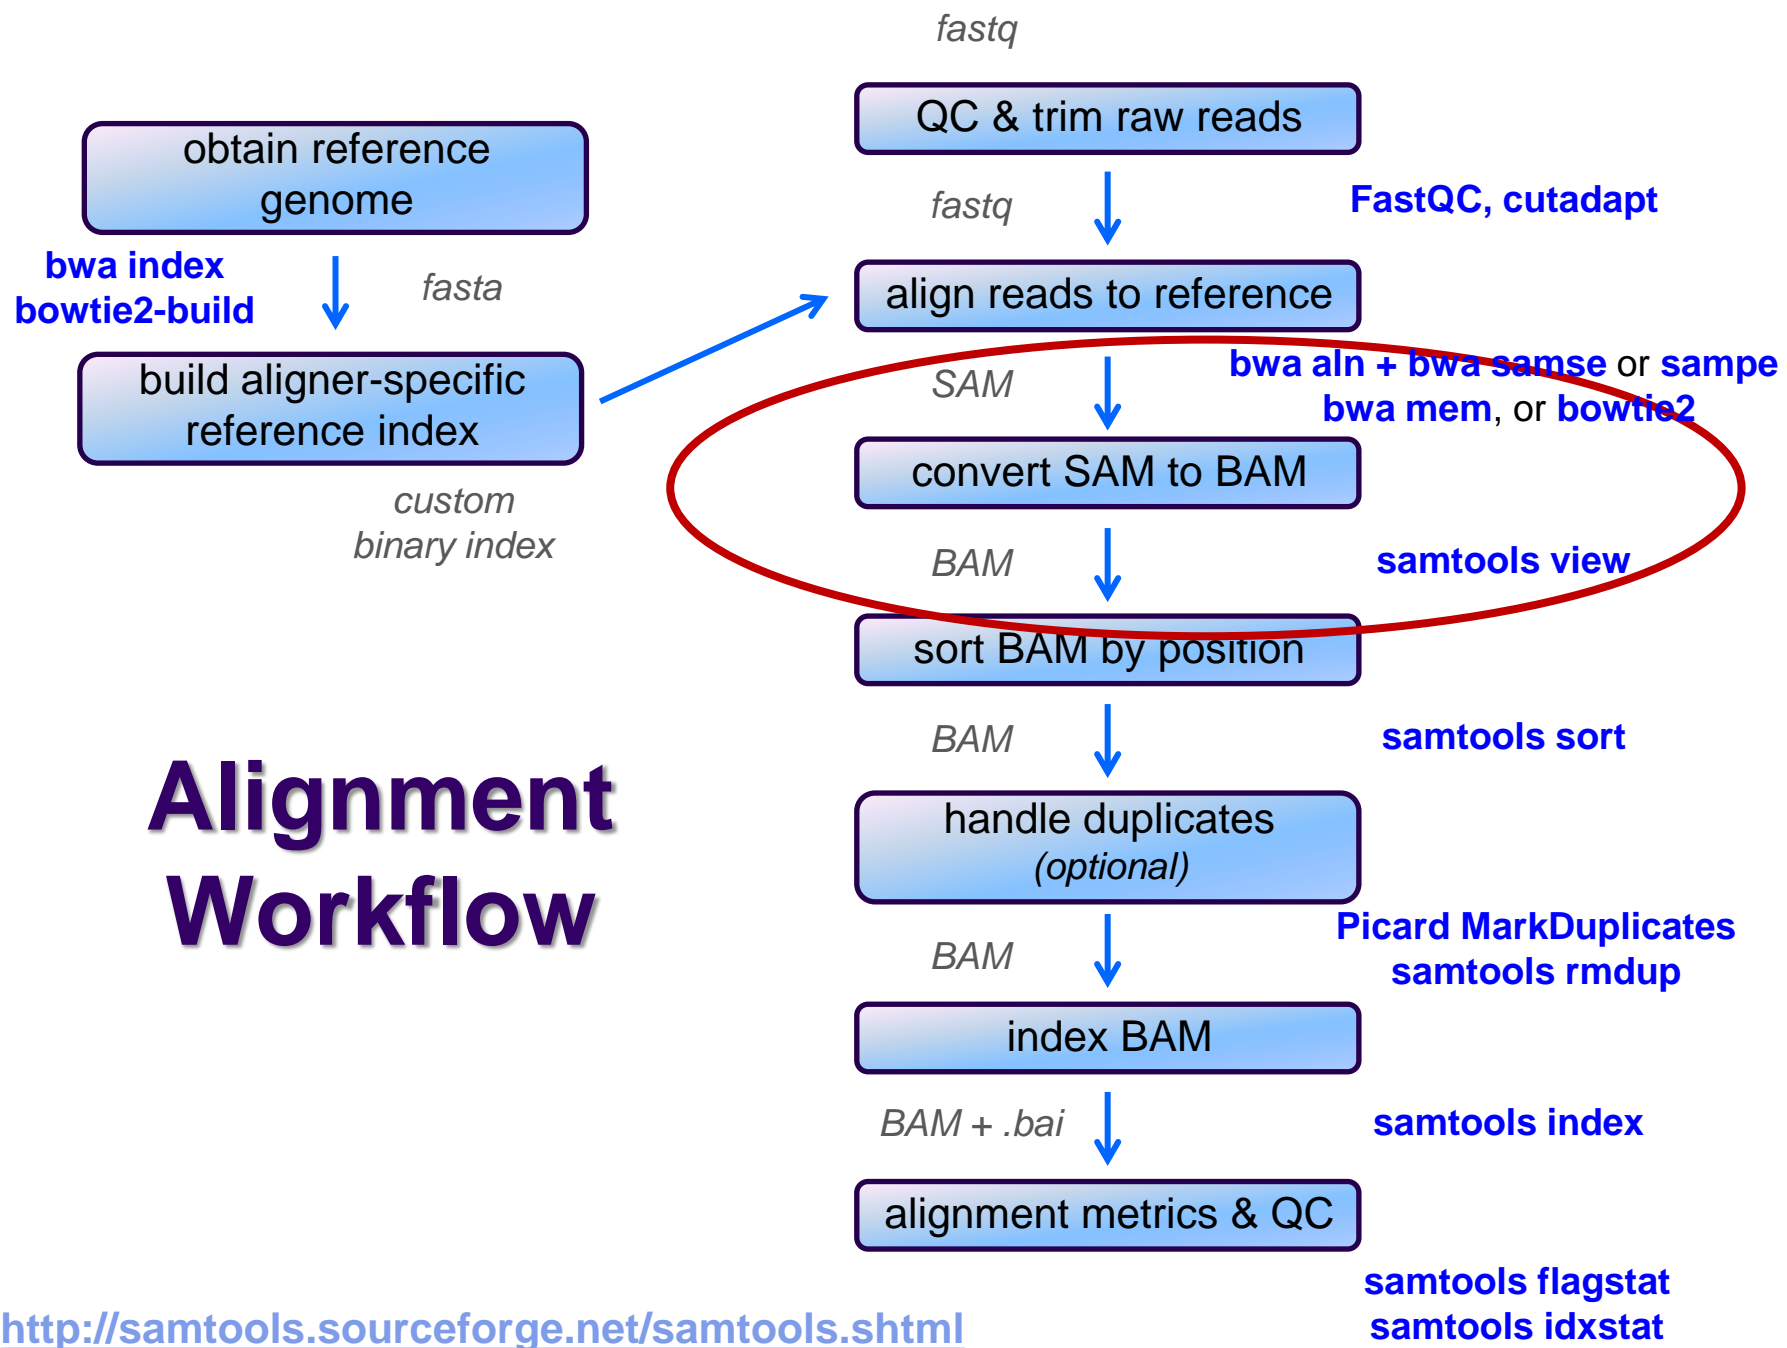 fastq
QC & trim raw reads
obtain reference
genome
fastq
FastQC, cutadapt
bwa index
bowtie2-build
fasta
align reads to reference
build aligner-specific
reference index
SAM
bwa aln + bwa samse or sampe
bwa mem, or bowtie2
convert SAM to BAM
custom
binary index
BAM
samtools view
sort BAM by position
BAM
samtools sort
Alignment
Workflow
handle duplicates
(optional)
BAM
Picard MarkDuplicates
samtools rmdup
index BAM
BAM + .bai
samtools index
alignment metrics & QC
samtools flagstat
samtools idxstat
http://samtools.sourceforge.net/samtools.shtml